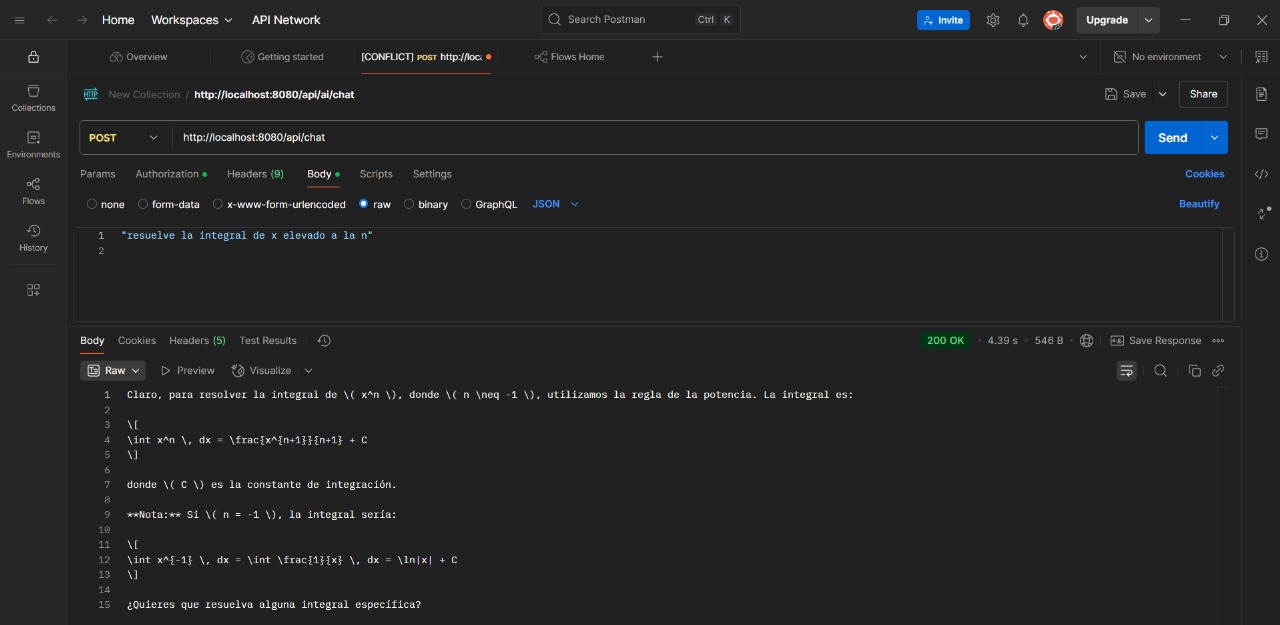 Home Workspaces API Network Search Postman Ctrl K Invite Upgrade
Overview Getting started [CONFLICT] POST http://loc Flows Home No environment
Collections
Environments
Flows
History
HTTP New Collection / http://localhost:8080/api/ai/chat Save Share
POST http://localhost:8080/api/chat Send
Params Authorization Headers (9) Body Scripts Settings Cookies
none form-data x-www-form-urlencoded raw binary GraphQL JSON Beautify
1 "resuelve la integral de x elevado a la n"
2
Body Cookies Headers (5) Test Results 200 OK • 4.39 s • 546 B • Save Response
Raw Preview Visualize
1 Claro, para resolver la integral de \( x^n \), donde \( n \neq -1 \), utilizamos la regla de la potencia. La integral es:
2
3 \[
4 \int x^n \, dx = \frac{x^{n+1}}{n+1} + C
5 \]
6
7 donde \( C \) es la constante de integración.
8
9 **Nota:** Si \( n = -1 \), la integral sería:
10
11 \[
12 \int x^{-1} \, dx = \int \frac{1}{x} \, dx = \ln|x| + C
13 \]
14
15 ¿Quieres que resuelva alguna integral específica?